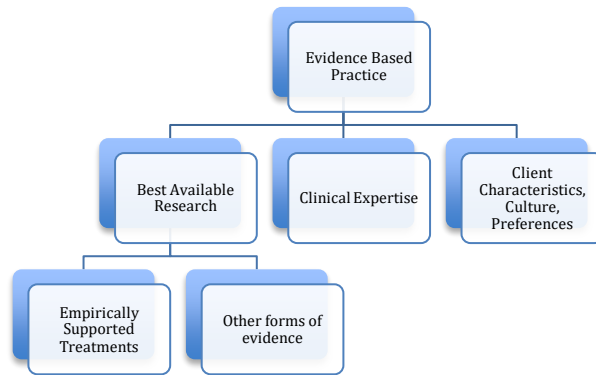 Evidence Based
Practice
Best Available
Research
Clinical Expertise
Client
Characteristics,
Culture,
Preferences
Empirically
Supported
Treatments
Other forms of
evidence